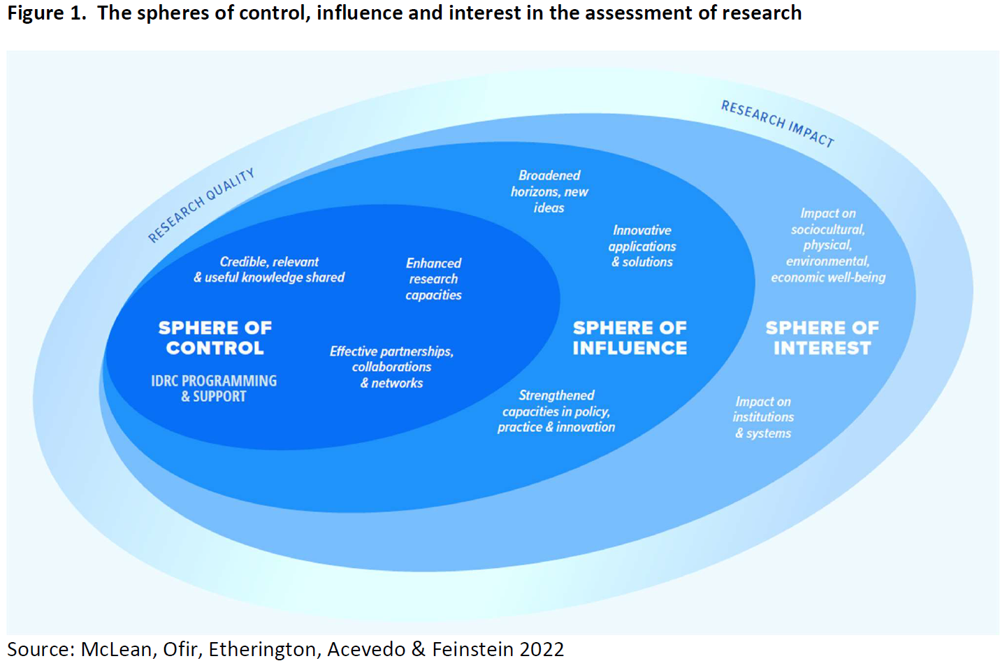 Figure 1. The spheres of control, influence and interest in the assessment of research
RESEARCH QUALITY
RESEARCH IMPACT
Credible, relevant
& useful knowledge shared
Enhanced
research
capacities
SPHERE OF
CONTROL
IDRC PROGRAMMING
& SUPPORT
Effective partnerships,
collaborations
& networks
Broadened
horizons, new
ideas
Innovative
applications
& solutions
SPHERE OF
INFLUENCE
Strengthened
capacities in policy,
practice & innovation
Impact on
sociocultural,
physical,
environmental,
economic well-being
SPHERE OF
INTEREST
Impact on
institutions
& systems
Source: McLean, Ofir, Etherington, Acevedo & Feinstein 2022